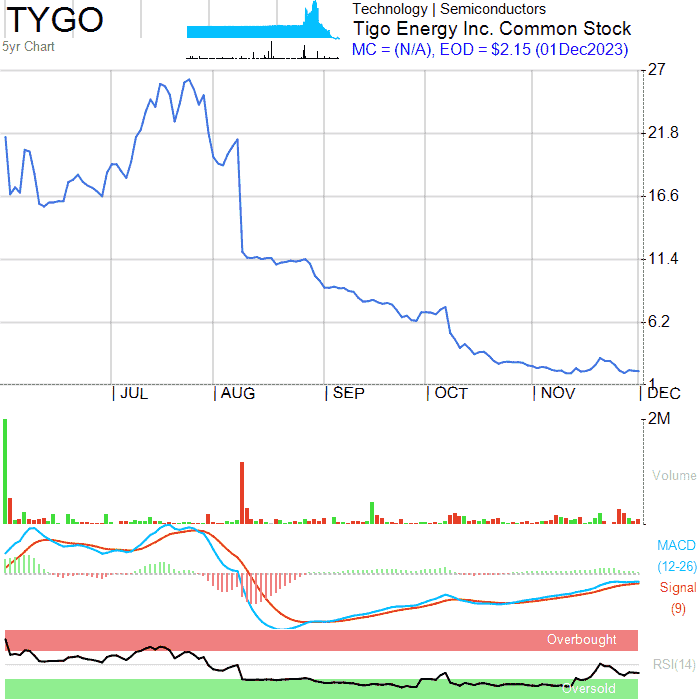 TYGO
5yr Chart
Technology | Semiconductors
Tigo Energy Inc. Common Stock
MC = (N/A), EOD = $2.15 (01Dec2023)
27
21.8
16.6
11.4
6.2
1
| JUL | AUG | SEP | OCT | NOV | DEC
2M
Volume
MACD
(12-26)
Signal
(9)
Overbought
RSI(14)
Oversold